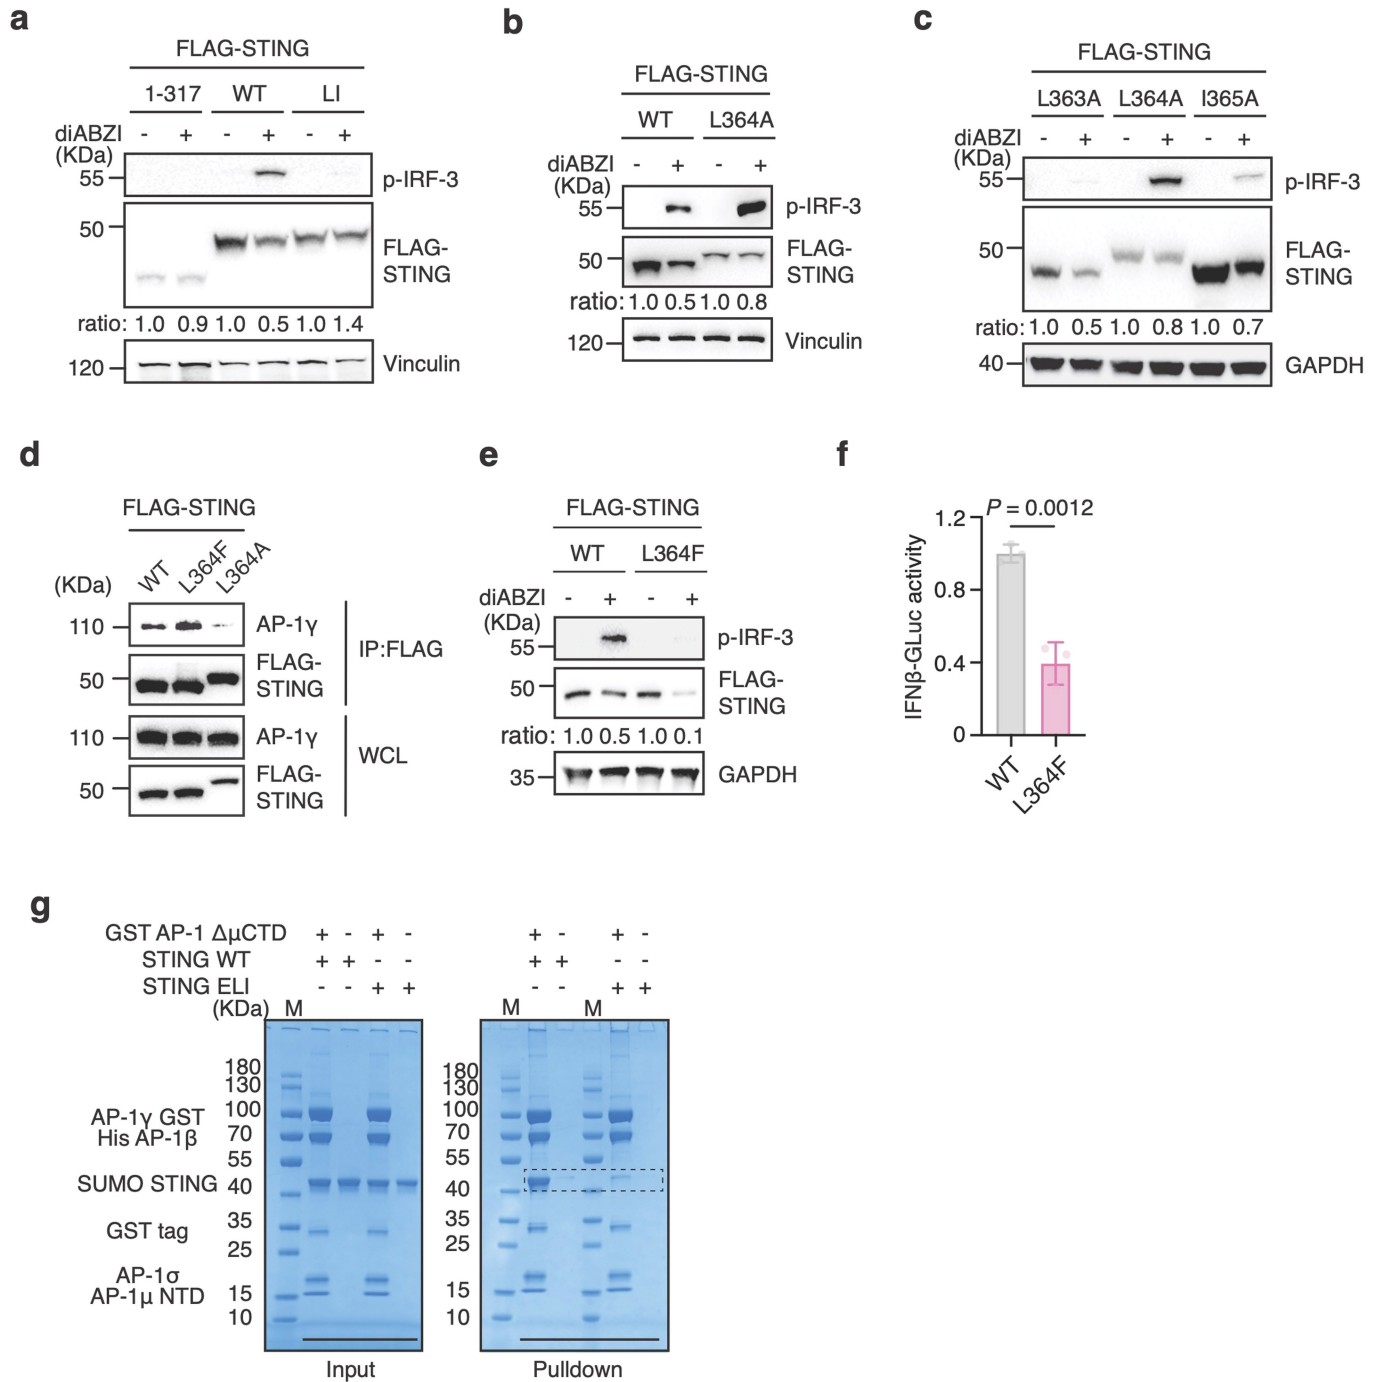 a
FLAG-STING
1-317 WT LI
diABZI - + - + - +
(KDa)
55 p-IRF-3
50 FLAG-
STING
ratio: 1.0 0.9 1.0 0.5 1.0 1.4
120 Vinculin
b
FLAG-STING
WT L364A
diABZI - + - +
(KDa)
55 p-IRF-3
50 FLAG-
STING
ratio: 1.0 0.5 1.0 0.8
120 Vinculin
c
FLAG-STING
L363A L364A I365A
diABZI - + - + - +
(KDa)
55 p-IRF-3
50 FLAG-
STING
ratio: 1.0 0.5 1.0 0.8 1.0 0.7
40 GAPDH
d
FLAG-STING
WT L364F L364A
(KDa)
110 AP-1γ
50 FLAG-
STING
IP:FLAG
110 AP-1γ
50 FLAG-
STING
WCL
e
FLAG-STING
WT L364F
diABZI - + - +
(KDa)
55 p-IRF-3
50 FLAG-
STING
ratio: 1.0 0.5 1.0 0.1
35 GAPDH
f
P = 0.0012
IFNβ-GLuc activity
1.2
0.8
0.4
0
WT L364F
g
GST AP-1 ΔμCTD + - + - + - + -
STING WT + + - - + + - -
STING ELI - - + + - - + +
(KDa) M M M
180 180
130 130
AP-1γ GST 100 100
His AP-1β 70 70
55 55
SUMO STING 40 40
GST tag 35 35
25 25
AP-1σ
AP-1μ NTD 15 15
10 10
Input Pulldown